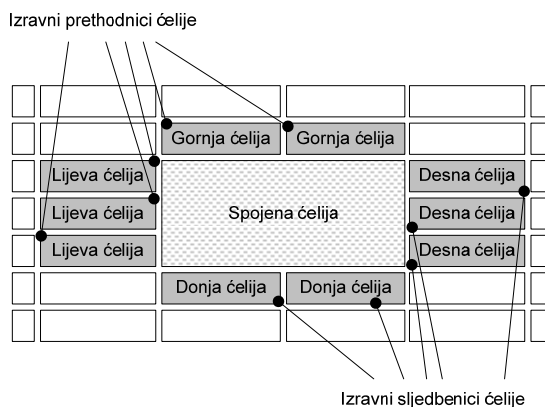 Izravni prethodnici ćelije
Gornja ćelija Gornja ćelija
Lijeva ćelija Desna ćelija
Lijeva ćelija Spojena ćelija Desna ćelija
Lijeva ćelija Desna ćelija
Donja ćelija Donja ćelija
Izravni sljedbenici ćelije